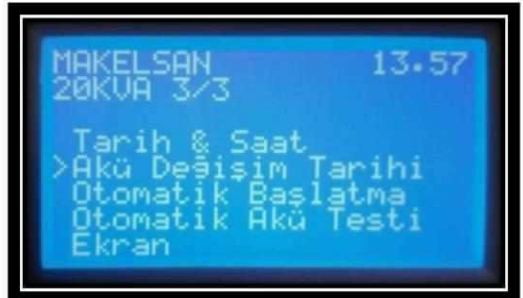 MAKELSAN 13.57
20KVA 3/3
Tarih & Saat
>Akü Değişim Tarihi
Otomatik Başlatma
Otomatik Akü Testi
Ekran